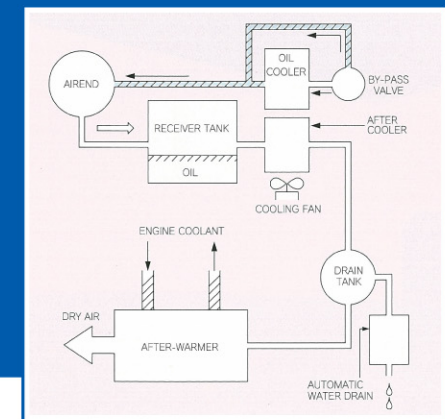 OIL
COOLER
AIREND
BY-PASS
VALVE
RECEIVER TANK
AFTER
COOLER
OIL
COOLING FAN
ENGINE COOLANT
DRAIN
TANK
DRY AIR
AFTER-WARMER
AUTOMATIC
WATER DRAIN